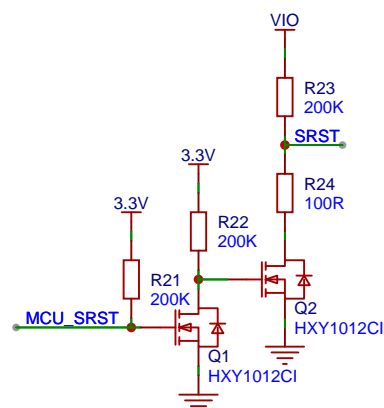 VIO
R23
200K
SRST
3.3V
R24
100R
3.3V
R22
200K
R21
200K
Q2
HXY1012CI
MCU_SRST
Q1
HXY1012CI